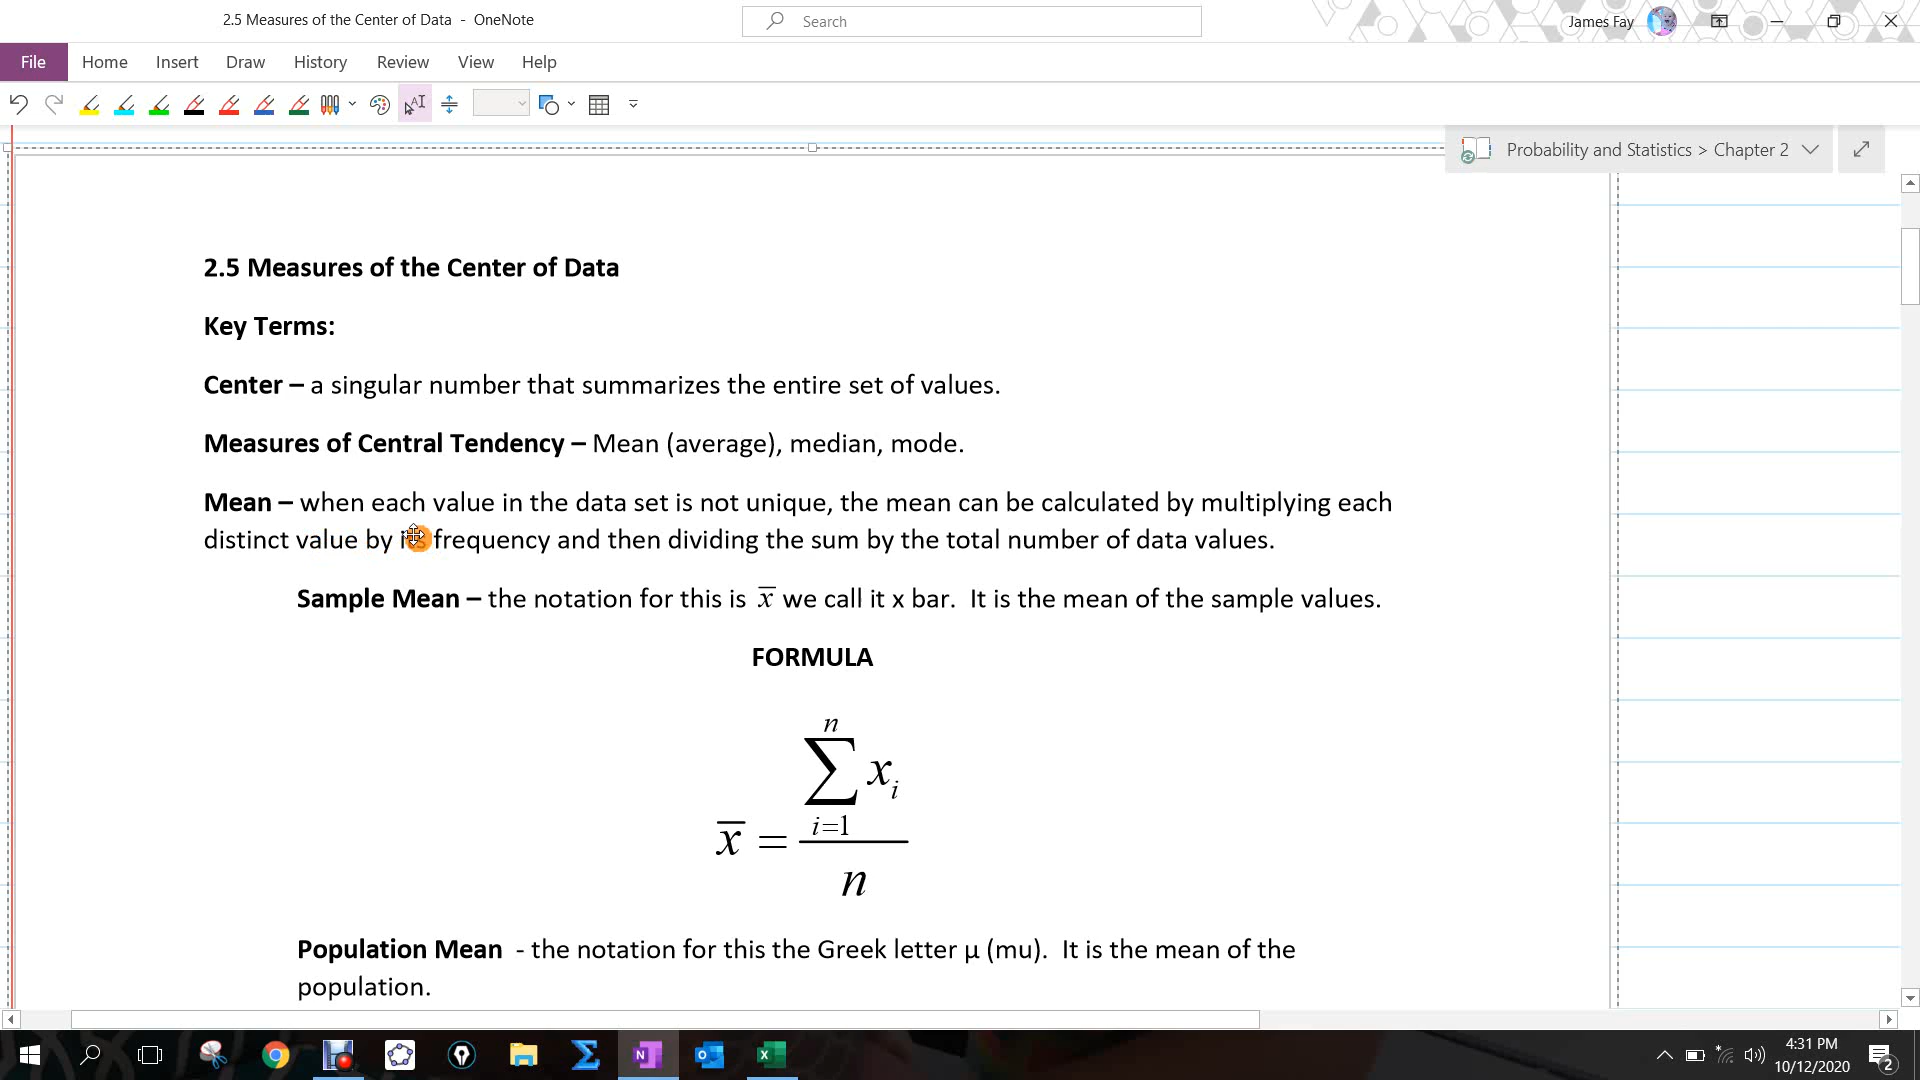 2.5 Measures of the Center of Data - OneNote
Search
James Fay
File Home Insert Draw History Review View Help
Probability and Statistics > Chapter 2
2.5 Measures of the Center of Data
Key Terms:
Center – a singular number that summarizes the entire set of values.
Measures of Central Tendency – Mean (average), median, mode.
Mean – when each value in the data set is not unique, the mean can be calculated by multiplying each
distinct value by its frequency and then dividing the sum by the total number of data values.
Sample Mean – the notation for this is x̅ we call it x bar. It is the mean of the sample values.
FORMULA
n
∑ xᵢ
i=1
x̅ =
n
Population Mean - the notation for this the Greek letter µ (mu). It is the mean of the
population.
4:31 PM
10/12/2020
2